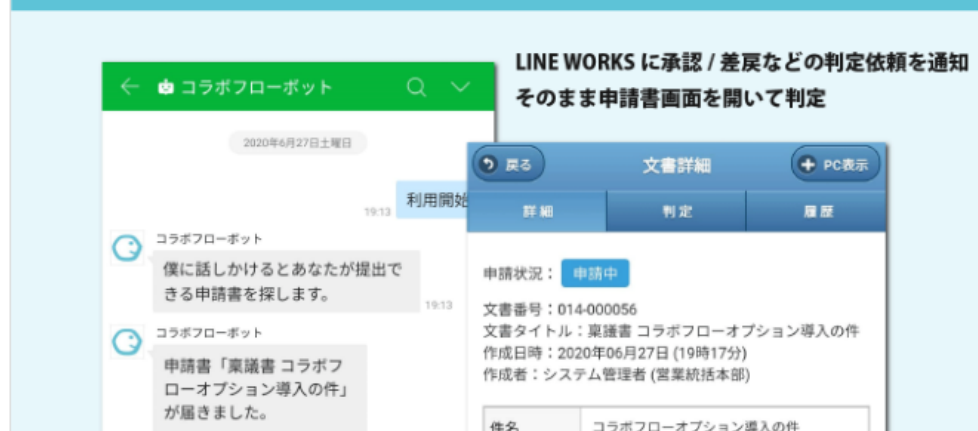 LINE WORKS に承認 / 差戻などの判定依頼を通知
そのまま申請書画面を開いて判定
コラボフローボット
2020年6月27日土曜日
利用開始
19:13
コラボフローボット
僕に話しかけるとあなたが提出で
きる申請書を探します。
19:13
コラボフローボット
申請書「稟議書 コラボフ
ローオプション導入の件」
が届きました。
戻る
文書詳細
PC表示
詳細
判定
履歴
申請状況： 申請中
文書番号：014-000056
文書タイトル：稟議書 コラボフローオプション導入の件
作成日時：2020年06月27日 (19時17分)
作成者：システム管理者 (営業統括本部)
件名
コラボフローオプション導入の件